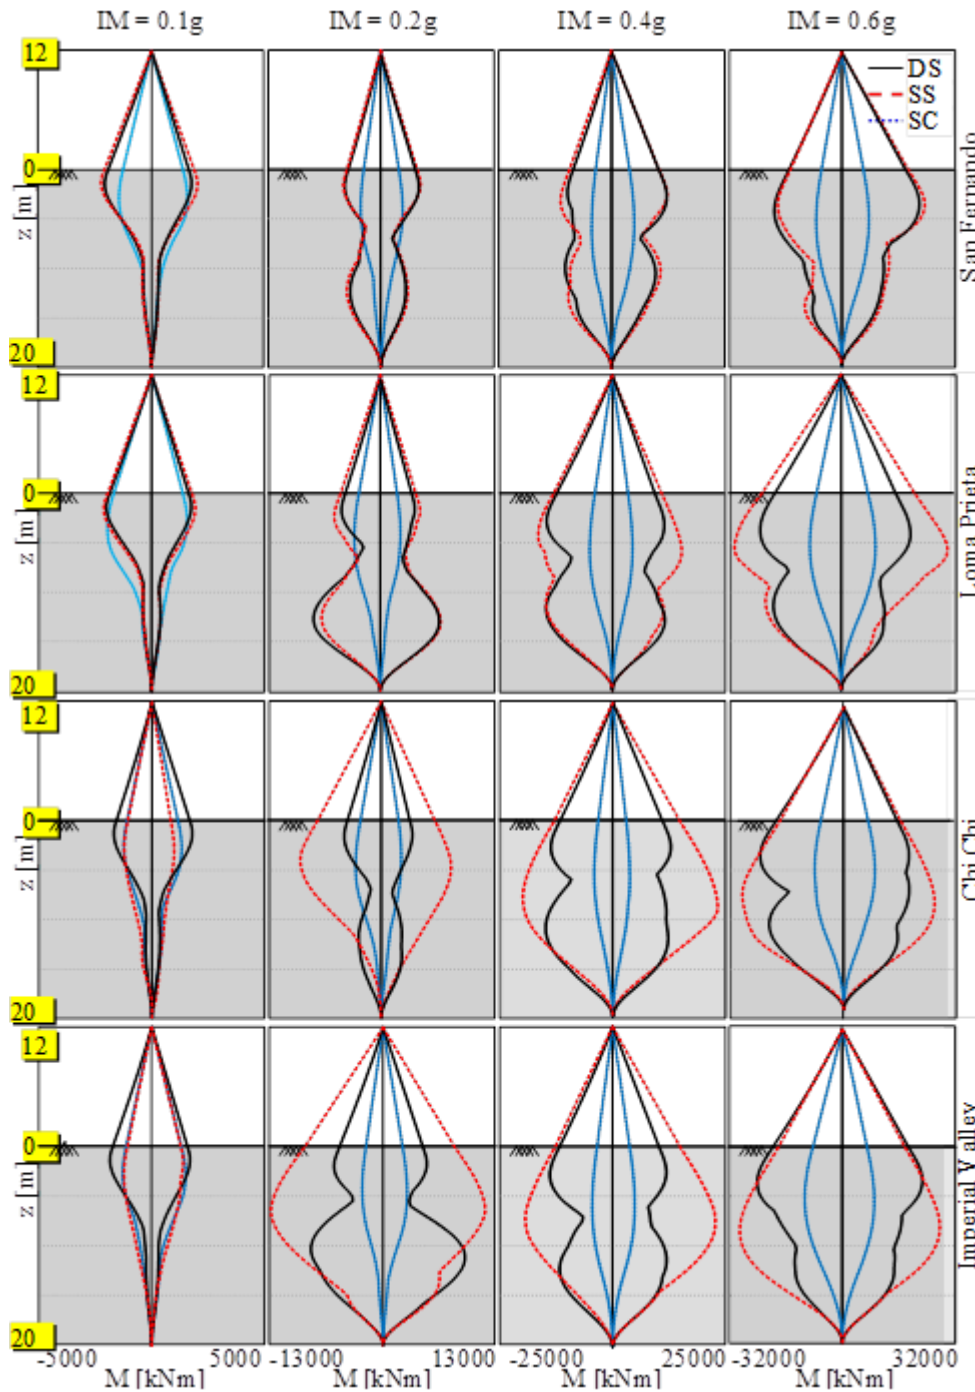 IM = 0.1g IM = 0.2g IM = 0.4g IM = 0.6g
12
DS
SS
SC
0
z [m]
20
San Fernando
12
0
z [m]
20
Loma Prieta
12
0
z [m]
20
Chi Chi
12
0
z [m]
20
Imperial Valley
-5000 5000 -13000 13000 -25000 25000 -32000 32000
M [kNm] M [kNm] M [kNm] M [kNm]